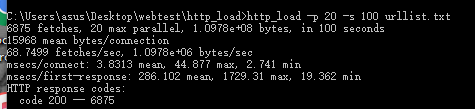 C:\Users\asus\Desktop\webtest\http_load>http_load -p 20 -s 100 urllist.txt
6875 fetches, 20 max parallel, 1.0978e+08 bytes, in 100 seconds
15968 mean bytes/connection
68.7499 fetches/sec, 1.0978e+06 bytes/sec
msecs/connect: 3.8313 mean, 44.877 max, 2.741 min
msecs/first-response: 286.102 mean, 1729.31 max, 19.362 min
HTTP response codes:
code 200 -- 6875